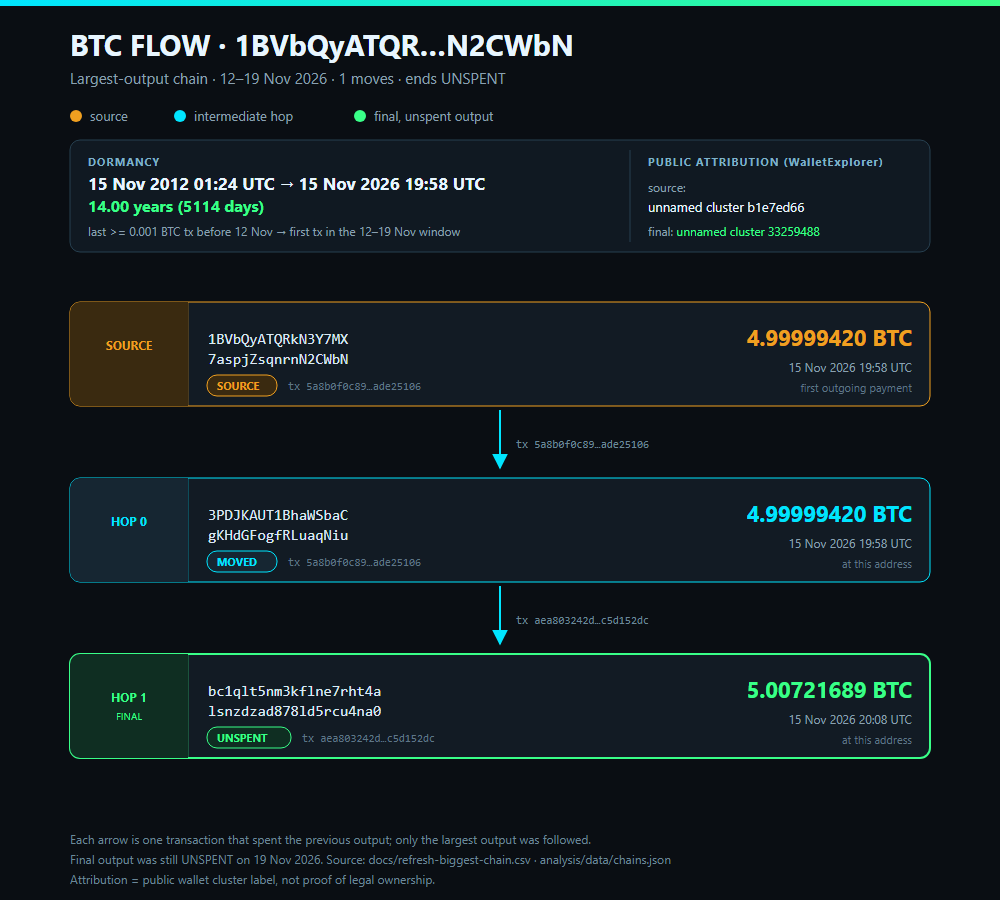 BTC FLOW · 1BVbQyATQR…N2CWbN
Largest-output chain · 12–19 Nov 2026 · 1 moves · ends UNSPENT
source
intermediate hop
final, unspent output
DORMANCY
15 Nov 2012 01:24 UTC → 15 Nov 2026 19:58 UTC
14.00 years (5114 days)
last >= 0.001 BTC tx before 12 Nov → first tx in the 12–19 Nov window
PUBLIC ATTRIBUTION (WalletExplorer)
source:
unnamed cluster b1e7ed66
final: unnamed cluster 33259488
SOURCE
1BVbQyATQRkN3Y7MX
7aspjZsqnrnN2CWbN
SOURCE tx 5a8b0f0c89…ade25106
4.99999420 BTC
15 Nov 2026 19:58 UTC
first outgoing payment
tx 5a8b0f0c89…ade25106
HOP 0
3PDJKAUT1BhaWSbaC
gKHdGFogfRLuaqNiu
MOVED tx 5a8b0f0c89…ade25106
4.99999420 BTC
15 Nov 2026 19:58 UTC
at this address
tx aea803242d…c5d152dc
HOP 1
FINAL
bc1qlt5nm3kflne7rht4a
lsnzdzad878ld5rcu4na0
UNSPENT tx aea803242d…c5d152dc
5.00721689 BTC
15 Nov 2026 20:08 UTC
at this address
Each arrow is one transaction that spent the previous output; only the largest output was followed.
Final output was still UNSPENT on 19 Nov 2026. Source: docs/refresh-biggest-chain.csv · analysis/data/chains.json
Attribution = public wallet cluster label, not proof of legal ownership.